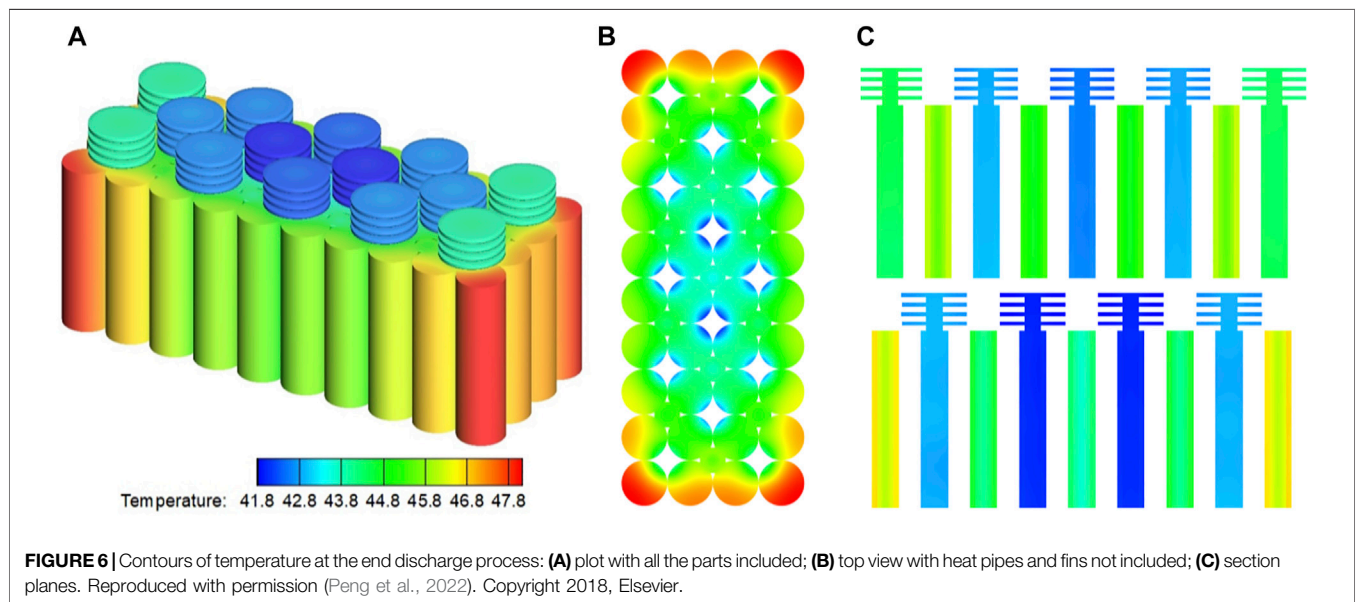 A
B
C
Temperature: 41.8 42.8 43.8 44.8 45.8 46.8 47.8
FIGURE 6 | Contours of temperature at the end discharge process: (A) plot with all the parts included; (B) top view with heat pipes and fins not included; (C) section
planes. Reproduced with permission (Peng et al., 2022). Copyright 2018, Elsevier.